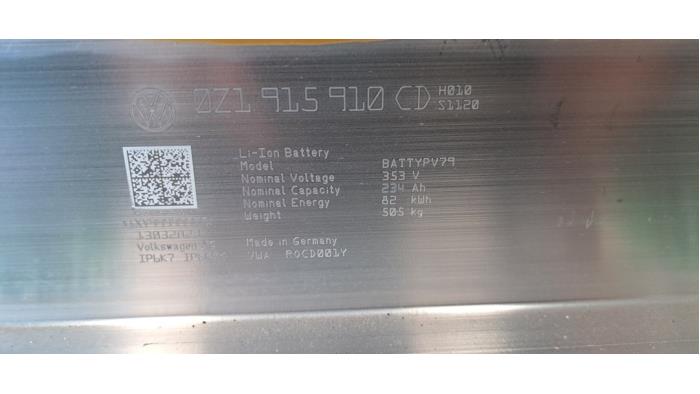 0Z1 915 910 CD H010
S1120
Li-Ion Battery
Model BATTYPV79
Nominal Voltage 353 V
Nominal Capacity 234 Ah
Nominal Energy 82 kWh
Weight 505 kg
Volkswagen
Made in Germany
IP6K7
VWA R0CD001Y